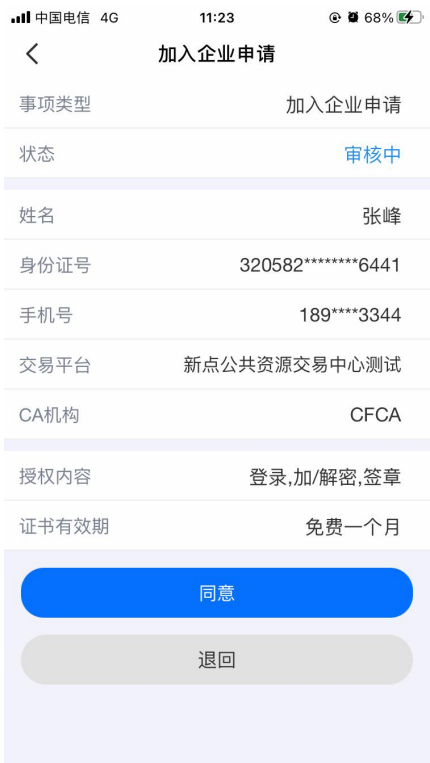 中国电信 4G 11:23 68%
加入企业申请
事项类型 加入企业申请
状态 审核中
姓名 张峰
身份证号 320582********6441
手机号 189****3344
交易平台 新点公共资源交易中心测试
CA机构 CFCA
授权内容 登录,加/解密,签章
证书有效期 免费一个月
同意
退回